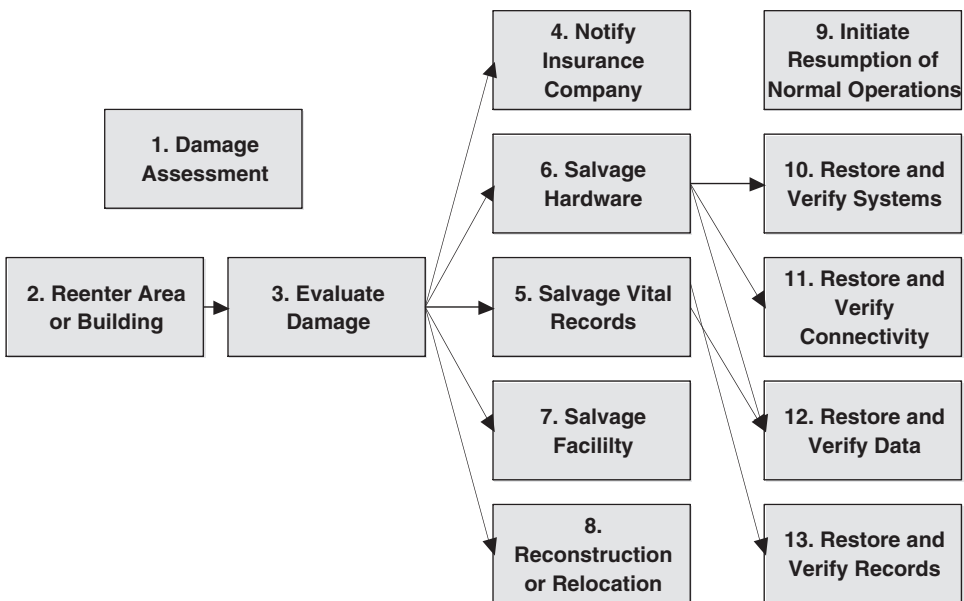 1. Damage
Assessment
2. Reenter Area
or Building
3. Evaluate
Damage
4. Notify
Insurance
Company
6. Salvage
Hardware
5. Salvage Vital
Records
7. Salvage
Facililty
8.
Reconstruction
or Relocation
9. Initiate
Resumption of
Normal Operations
10. Restore and
Verify Systems
11. Restore and
Verify
Connectivity
12. Restore and
Verify Data
13. Restore and
Verify Records